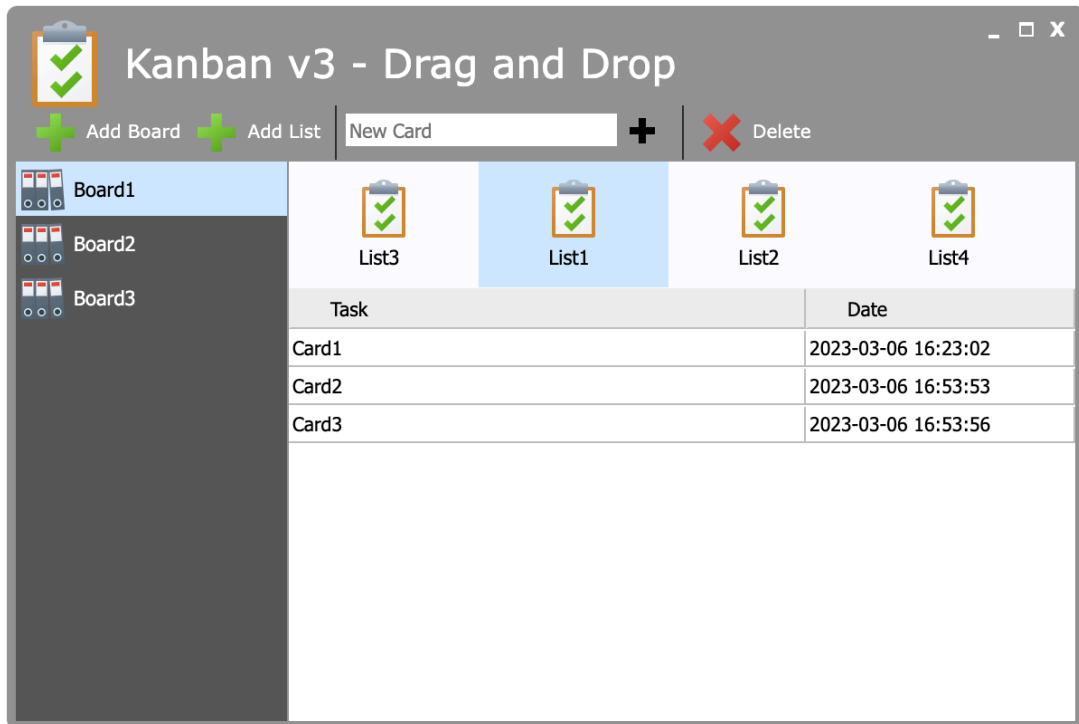 Kanban v3 - Drag and Drop
Add Board Add List New Card Delete
Board1
Board2
Board3
List3 List1 List2 List4
Task Date
Card1 2023-03-06 16:23:02
Card2 2023-03-06 16:53:53
Card3 2023-03-06 16:53:56